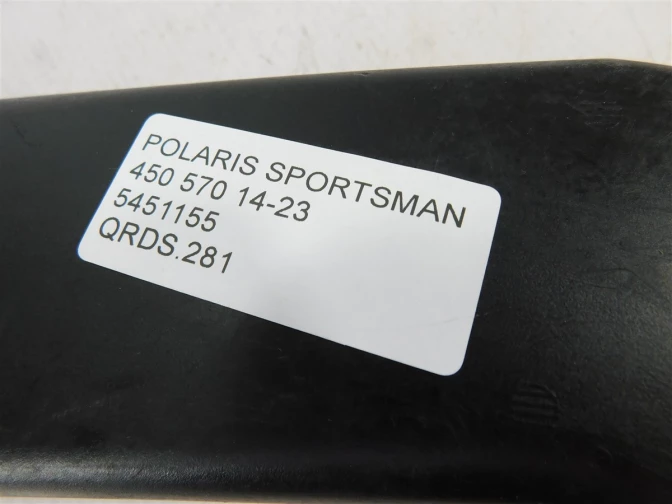 POLARIS SPORTSMAN
450 570 14-23
5451155
QRDS.281